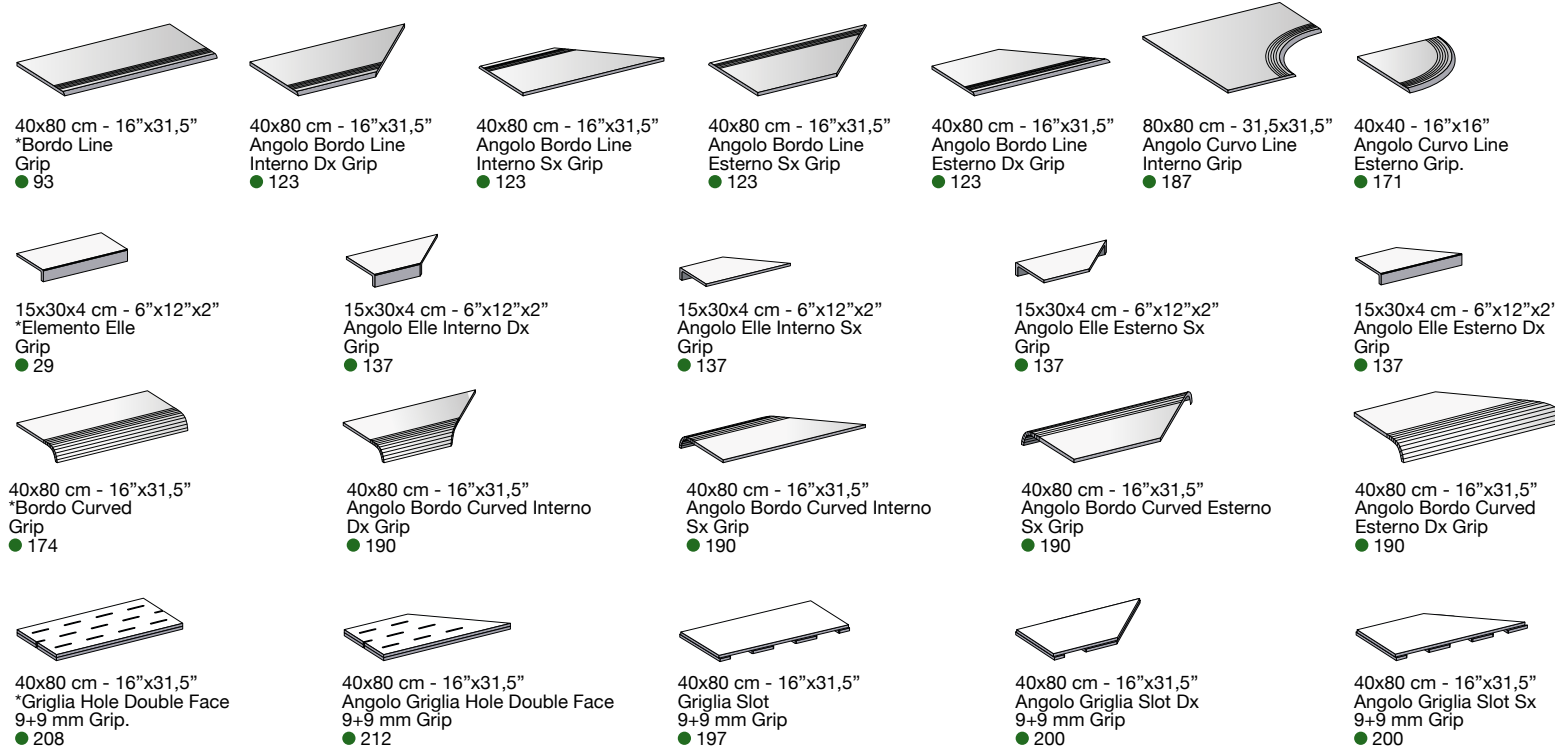 40x80 cm - 16”x31,5”
*Bordo Line
Grip
93
40x80 cm - 16”x31,5”
Angolo Bordo Line
Interno Dx Grip
123
40x80 cm - 16”x31,5”
Angolo Bordo Line
Interno Sx Grip
123
40x80 cm - 16”x31,5”
Angolo Bordo Line
Esterno Sx Grip
123
40x80 cm - 16”x31,5”
Angolo Bordo Line
Esterno Dx Grip
123
80x80 cm - 31,5x31,5”
Angolo Curvo Line
Interno Grip
187
40x40 - 16”x16”
Angolo Curvo Line
Esterno Grip.
171
15x30x4 cm - 6”x12”x2”
*Elemento Elle
Grip
29
15x30x4 cm - 6”x12”x2”
Angolo Elle Interno Dx
Grip
137
15x30x4 cm - 6”x12”x2”
Angolo Elle Interno Sx
Grip
137
15x30x4 cm - 6”x12”x2”
Angolo Elle Esterno Sx
Grip
137
15x30x4 cm - 6”x12”x2”
Angolo Elle Esterno Dx
Grip
137
40x80 cm - 16”x31,5”
*Bordo Curved
Grip
174
40x80 cm - 16”x31,5”
Angolo Bordo Curved Interno
Dx Grip
190
40x80 cm - 16”x31,5”
Angolo Bordo Curved Interno
Sx Grip
190
40x80 cm - 16”x31,5”
Angolo Bordo Curved Esterno
Sx Grip
190
40x80 cm - 16”x31,5”
Angolo Bordo Curved
Esterno Dx Grip
190
40x80 cm - 16”x31,5”
*Griglia Hole Double Face
9+9 mm Grip.
208
40x80 cm - 16”x31,5”
Angolo Griglia Hole Double Face
9+9 mm Grip
212
40x80 cm - 16”x31,5”
Griglia Slot
9+9 mm Grip
197
40x80 cm - 16”x31,5”
Angolo Griglia Slot Dx
9+9 mm Grip
200
40x80 cm - 16”x31,5”
Angolo Griglia Slot Sx
9+9 mm Grip
200